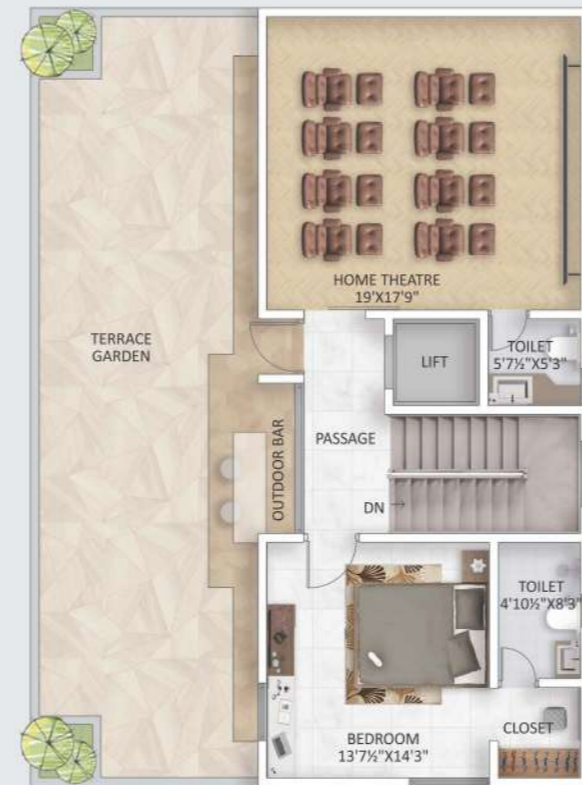 HOME THEATRE
19'X17'9"
TERRACE
GARDEN
LIFT
TOILET
5'7½"X5'3"
PASSAGE
OUTDOOR BAR
DN
TOILET
4'10½"X8'3"
BEDROOM
13'7½"X14'3"
CLOSET